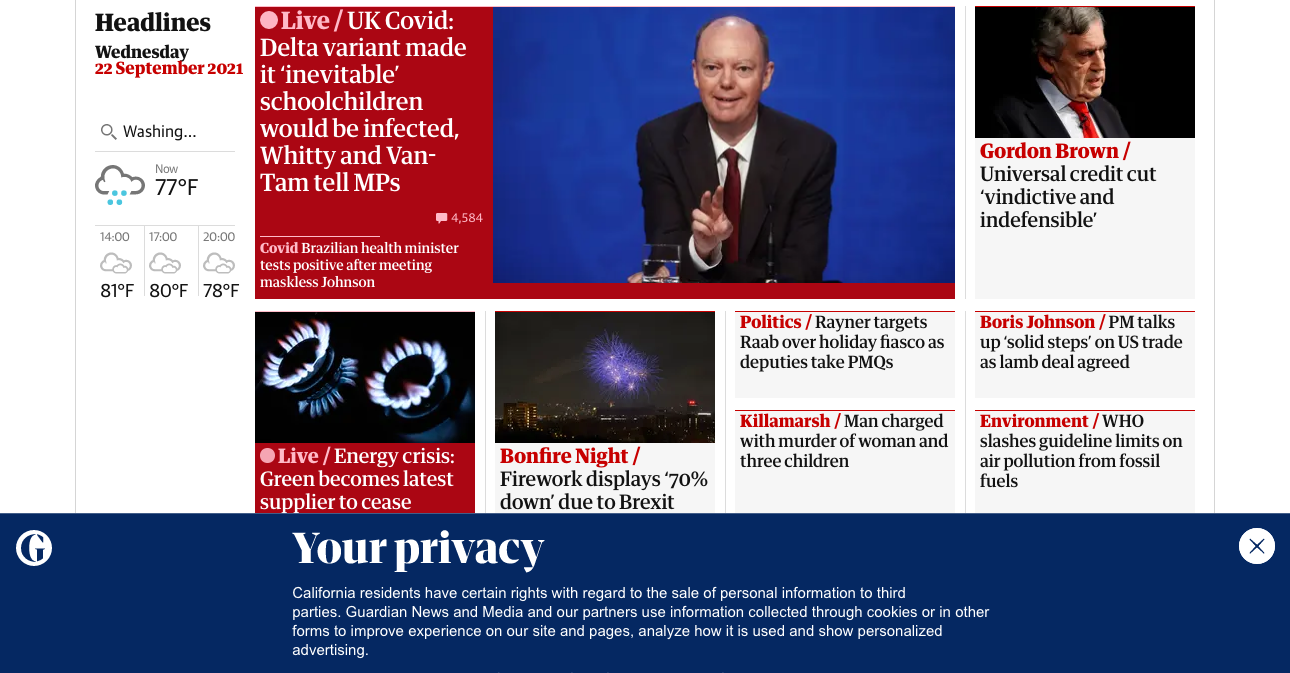 Headlines
Wednesday
22 September 2021
Washing...
Now
77°F
14:00
17:00
20:00
81°F
80°F
78°F
Live / UK Covid:
Delta variant made
it ‘inevitable’
schoolchildren
would be infected,
Whitty and Van-
Tam tell MPs
4,584
Covid Brazilian health minister
tests positive after meeting
maskless Johnson
Gordon Brown /
Universal credit cut
‘vindictive and
indefensible’
Live / Energy crisis:
Green becomes latest
supplier to cease
Bonfire Night /
Firework displays ‘70%
down’ due to Brexit
Politics / Rayner targets
Raab over holiday fiasco as
deputies take PMQs
Killamarsh / Man charged
with murder of woman and
three children
Boris Johnson / PM talks
up ‘solid steps’ on US trade
as lamb deal agreed
Environment / WHO
slashes guideline limits on
air pollution from fossil
fuels
G
Your privacy
California residents have certain rights with regard to the sale of personal information to third
parties. Guardian News and Media and our partners use information collected through cookies or in other
forms to improve experience on our site and pages, analyze how it is used and show personalized
advertising.